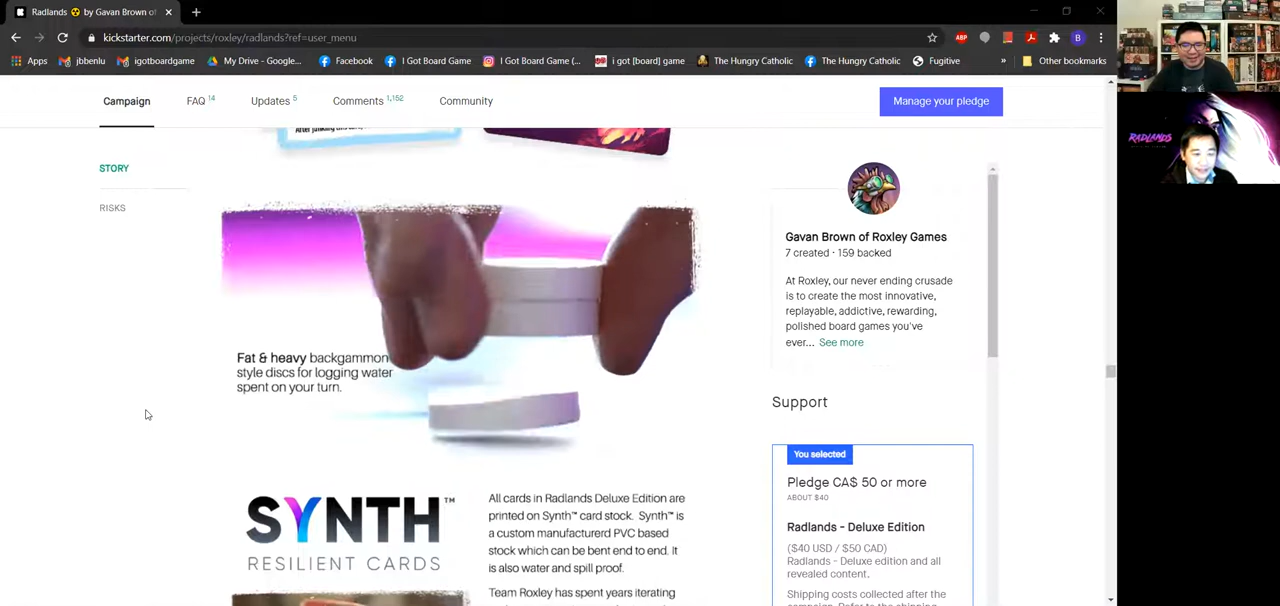 Radlands ☢ by Gavan Brown of
kickstarter.com/projects/roxley/radlands?ref=user_menu
ABP
B
Apps jbbenlu igotboardgame My Drive - Google... Facebook I Got Board Game I Got Board Game (... i got [board] game The Hungry Catholic The Hungry Catholic Fugitive » Other bookmarks
Campaign FAQ 14 Updates 5 Comments 1,152 Community Manage your pledge
RADLANDS
STORY
RISKS
Fat & heavy backgammon
style discs for logging water
spent on your turn.
SYNTH™
RESILIENT CARDS
All cards in Radlands Deluxe Edition are
printed on Synth™ card stock. Synth™ is
a custom manufacturerd PVC based
stock which can be bent end to end. It
is also water and spill proof.
Team Roxley has spent years iterating
Gavan Brown of Roxley Games
7 created · 159 backed
At Roxley, our never ending crusade
is to create the most innovative,
replayable, addictive, rewarding,
polished board games you've
ever... See more
Support
You selected
Pledge CA$ 50 or more
ABOUT $40
Radlands - Deluxe Edition
($40 USD / $50 CAD)
Radlands - Deluxe edition and all
revealed content.
Shipping costs collected after the
campaign. Refer to the shipping